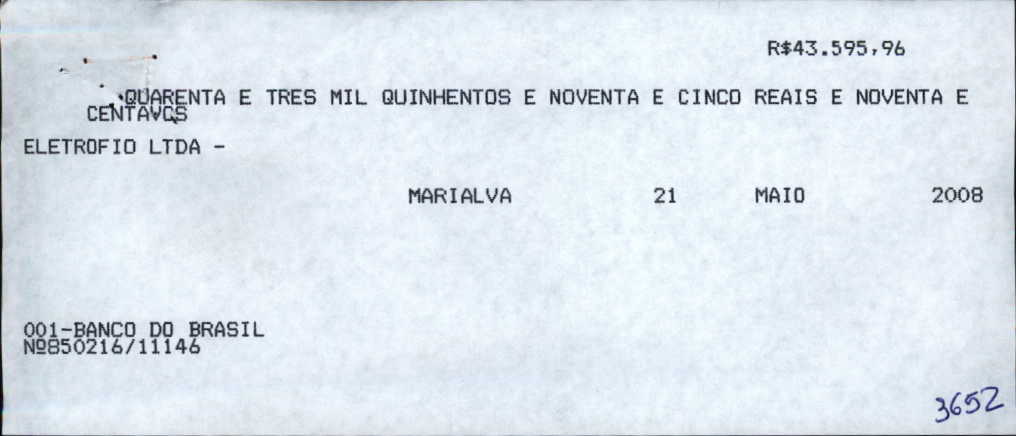 R$43.595,96
QUARENTA E TRES MIL QUINHENTOS E NOVENTA E CINCO REAIS E NOVENTA E
CENTAVOS
ELETROFIO LTDA -
MARIALVA 21 MAIO 2008
001-BANCO DO BRASIL
Nº850216/11146
3652